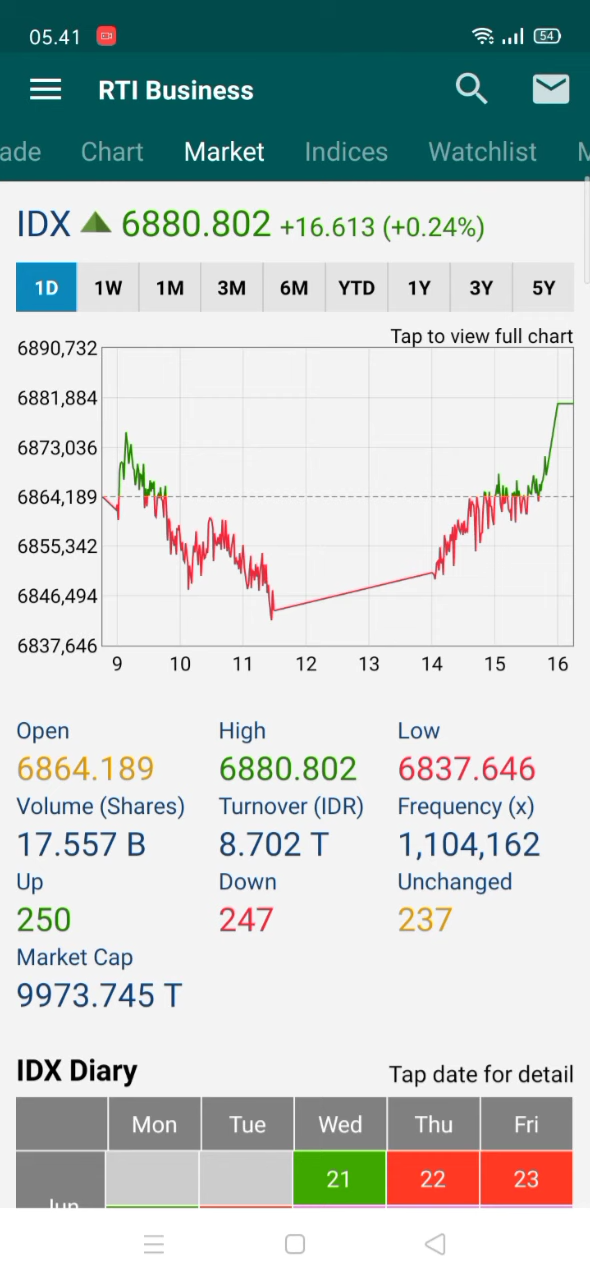 05.41
54
RTI Business
ade Chart Market Indices Watchlist M
IDX 6880.802 +16.613 (+0.24%)
1D 1W 1M 3M 6M YTD 1Y 3Y 5Y
Tap to view full chart
6890,732
6881,884
6873,036
6864,189
6855,342
6846,494
6837,646
9 10 11 12 13 14 15 16
Open High Low
6864.189 6880.802 6837.646
Volume (Shares) Turnover (IDR) Frequency (x)
17.557 B 8.702 T 1,104,162
Up Down Unchanged
250 247 237
Market Cap
9973.745 T
IDX Diary Tap date for detail
Mon Tue Wed Thu Fri
Jun 21 22 23